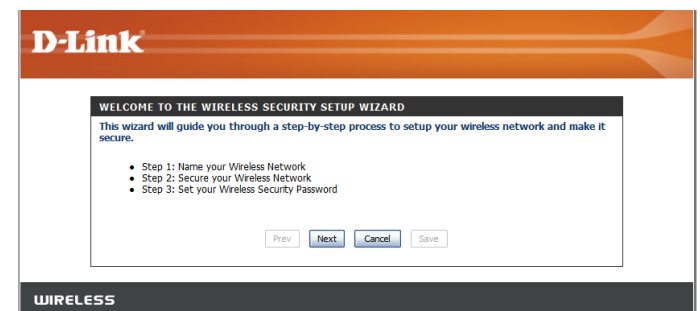 D-Link
WELCOME TO THE WIRELESS SECURITY SETUP WIZARD
This wizard will guide you through a step-by-step process to setup your wireless network and make it
secure.
• Step 1: Name your Wireless Network
• Step 2: Secure your Wireless Network
• Step 3: Set your Wireless Security Password
Prev Next Cancel Save
WIRELESS